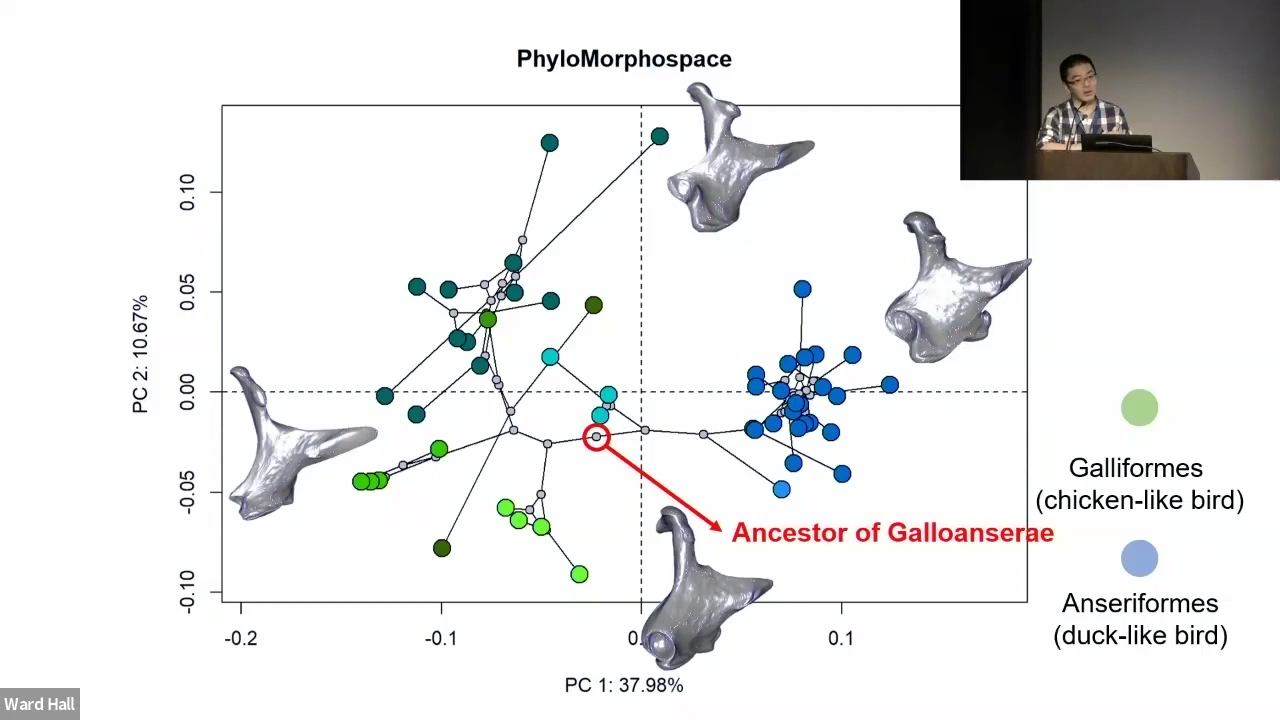 PhyloMorphospace
0.10
0.05
0.00
-0.05
-0.10
PC 2: 10.67%
-0.2
-0.1
0.
0.1
PC 1: 37.98%
Ancestor of Galloanserae
Galliformes
(chicken-like bird)
Anseriformes
(duck-like bird)
Ward Hall